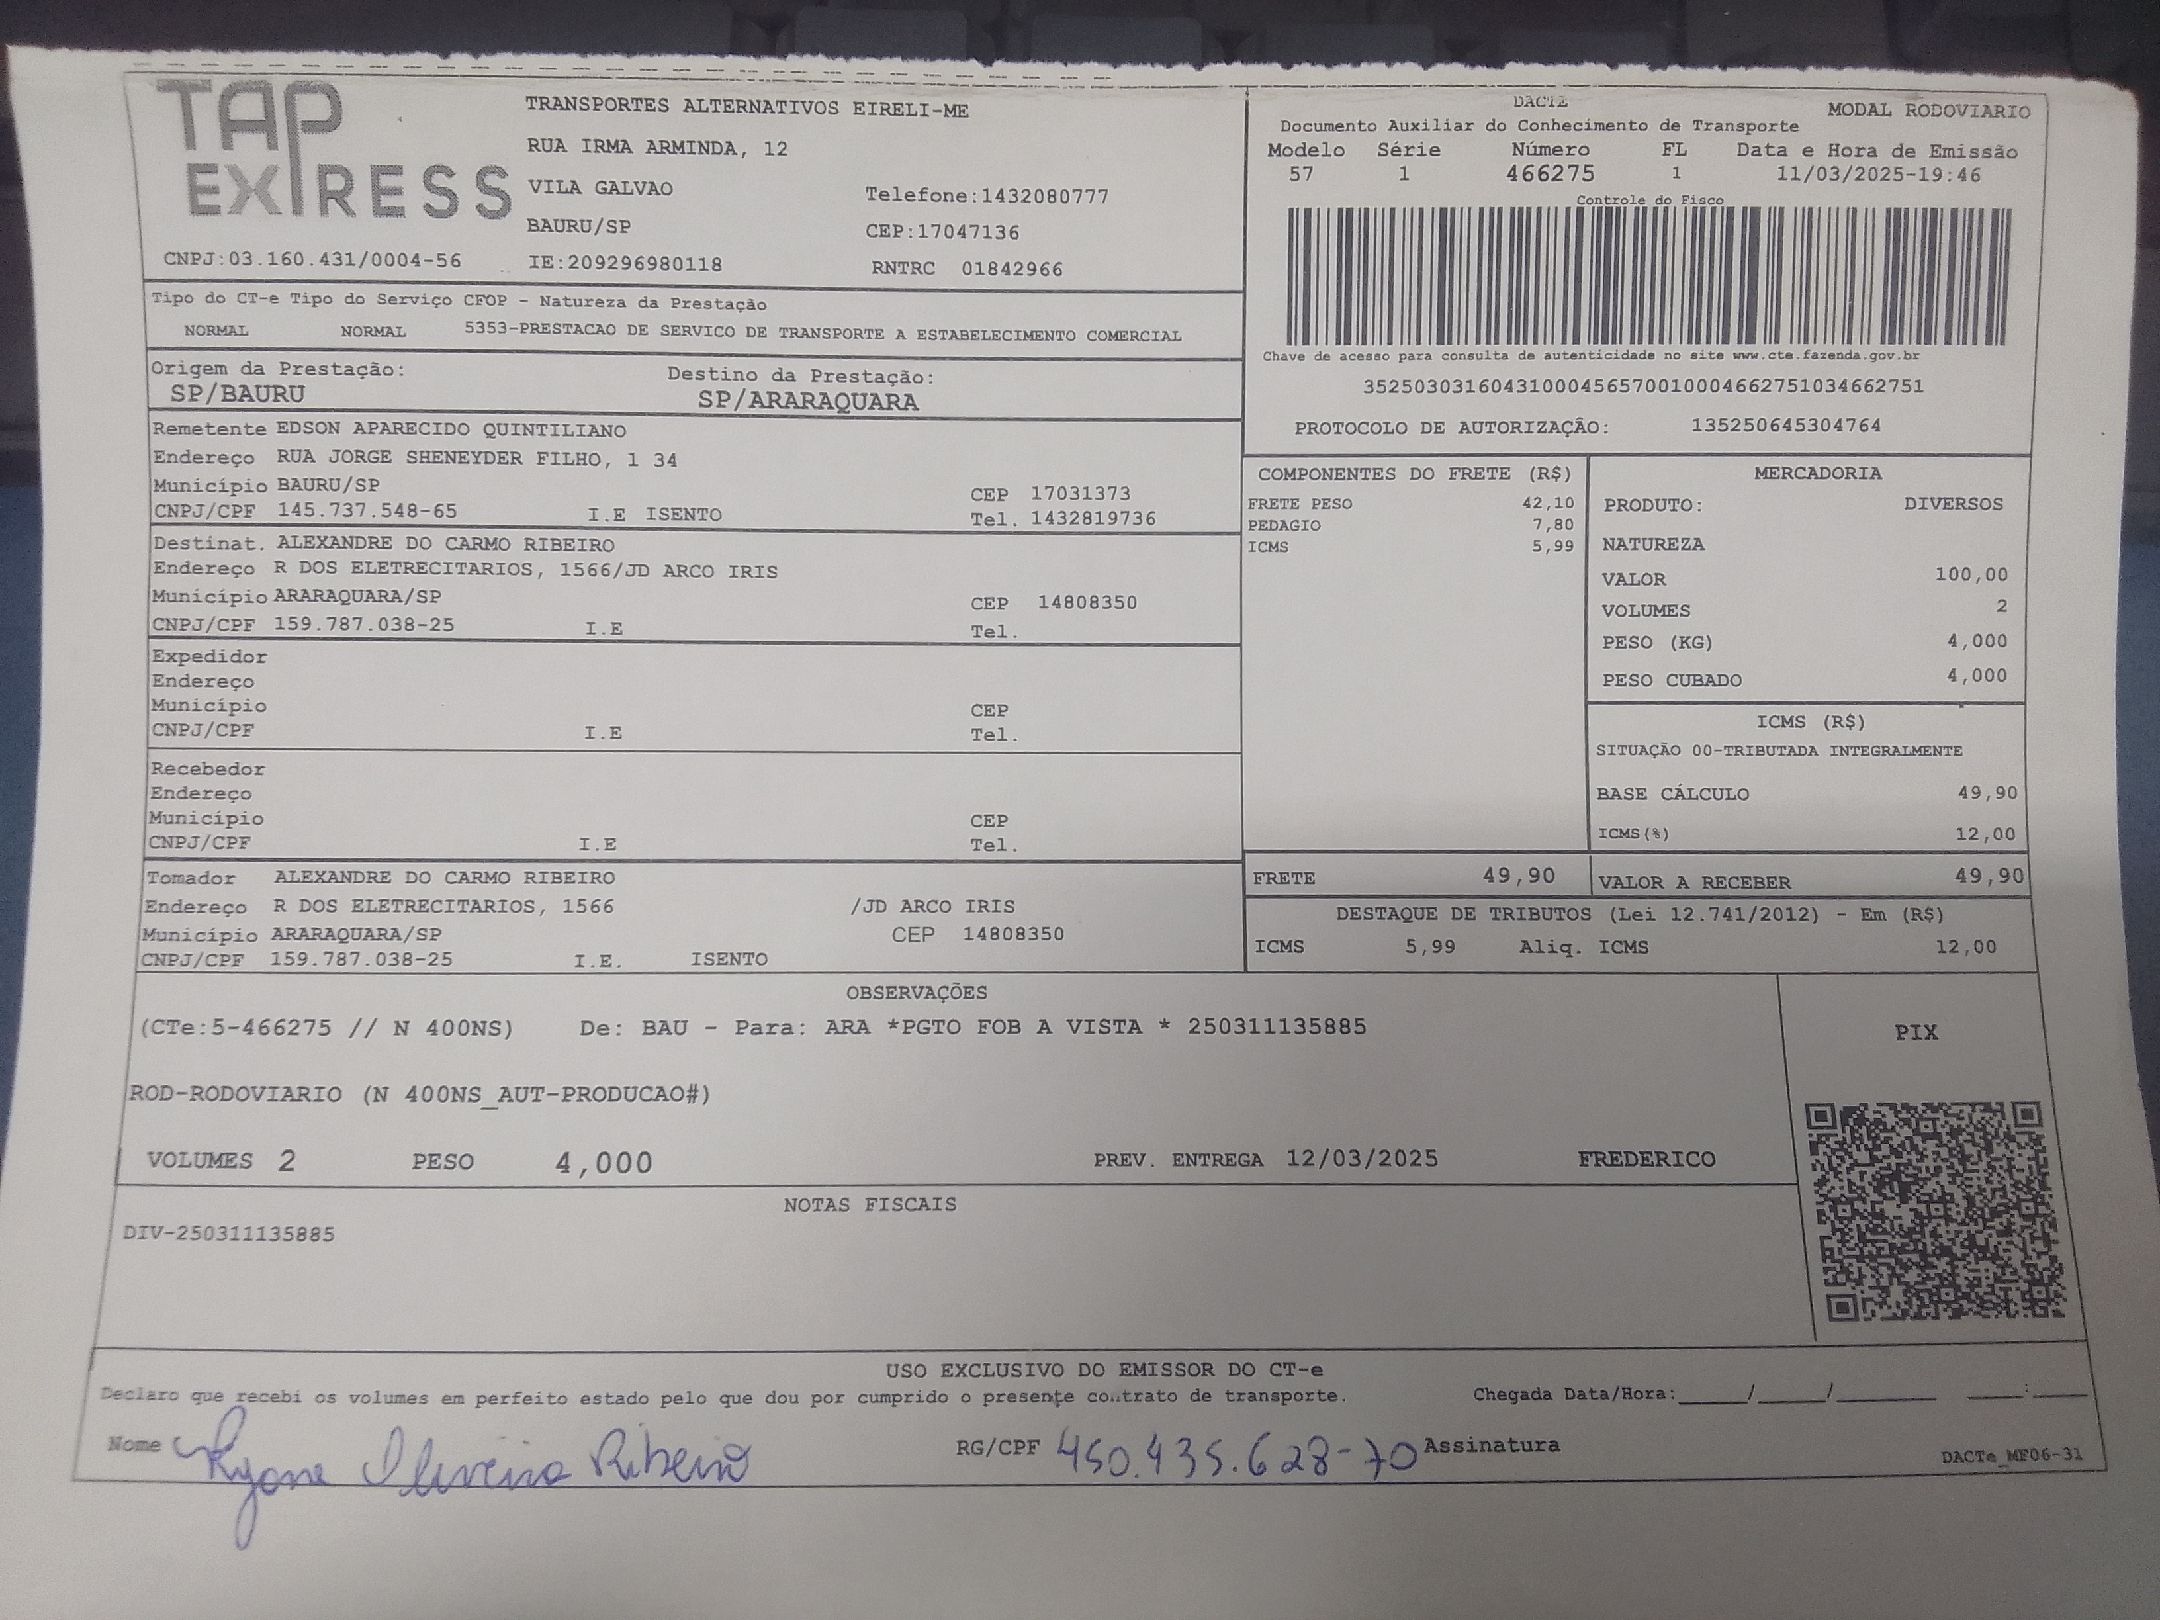 TAP EXPRESS
TRANSPORTES ALTERNATIVOS EIRELI-ME
RUA IRMA ARMINDA, 12
VILA GALVAO Telefone:1432080777
BAURU/SP CEP:17047136
CNPJ:03.160.431/0004-56 IE:209296980118 RNTRC 01842966
DACTE MODAL RODOVIARIO
Documento Auxiliar do Conhecimento de Transporte
Modelo Série Número FL Data e Hora de Emissão
57 1 466275 1 11/03/2025-19:46
Controle do Fisco
Chave de acesso para consulta de autenticidade no site www.cte.fazenda.gov.br
35250303160431000456570010004662751034662751
PROTOCOLO DE AUTORIZAÇÃO: 135250645304764
Tipo do CT-e Tipo do Serviço CFOP - Natureza da Prestação
NORMAL NORMAL 5353-PRESTACAO DE SERVICO DE TRANSPORTE A ESTABELECIMENTO COMERCIAL
Origem da Prestação: Destino da Prestação:
SP/BAURU SP/ARARAQUARA
Remetente EDSON APARECIDO QUINTILIANO
Endereço RUA JORGE SHENEYDER FILHO, 1 34
Município BAURU/SP CEP 17031373
CNPJ/CPF 145.737.548-65 I.E ISENTO Tel. 1432819736
Destinat. ALEXANDRE DO CARMO RIBEIRO
Endereço R DOS ELETRECITARIOS, 1566/JD ARCO IRIS
Município ARARAQUARA/SP CEP 14808350
CNPJ/CPF 159.787.038-25 I.E Tel.
Expedidor
Endereço
Município CEP
CNPJ/CPF I.E Tel.
Recebedor
Endereço
Município CEP
CNPJ/CPF I.E Tel.
Tomador ALEXANDRE DO CARMO RIBEIRO
Endereço R DOS ELETRECITARIOS, 1566 /JD ARCO IRIS
Município ARARAQUARA/SP CEP 14808350
CNPJ/CPF 159.787.038-25 I.E. ISENTO
COMPONENTES DO FRETE (R$)
FRETE PESO 42,10
PEDAGIO 7,80
ICMS 5,99
MERCADORIA
PRODUTO: DIVERSOS
NATUREZA
VALOR 100,00
VOLUMES 2
PESO (KG) 4,000
PESO CUBADO 4,000
ICMS (R$)
SITUAÇÃO 00-TRIBUTADA INTEGRALMENTE
BASE CÁLCULO 49,90
ICMS(%) 12,00
FRETE 49,90 VALOR A RECEBER 49,90
DESTAQUE DE TRIBUTOS (Lei 12.741/2012) - Em (R$)
ICMS 5,99 Aliq. ICMS 12,00
OBSERVAÇÕES
(CTe:5-466275 // N 400NS) De: BAU - Para: ARA *PGTO FOB A VISTA * 250311135885
PIX
ROD-RODOVIARIO (N 400NS_AUT-PRODUCAO#)
VOLUMES 2 PESO 4,000 PREV. ENTREGA 12/03/2025 FREDERICO
NOTAS FISCAIS
DIV-250311135885
USO EXCLUSIVO DO EMISSOR DO CT-e
Declaro que recebi os volumes em perfeito estado pelo que dou por cumprido o presente contrato de transporte. Chegada Data/Hora:____/____/______ ___:___
Nome Ryane Oliveira Ribeiro RG/CPF 450.435.628-70 Assinatura
DACTe_MF06-31